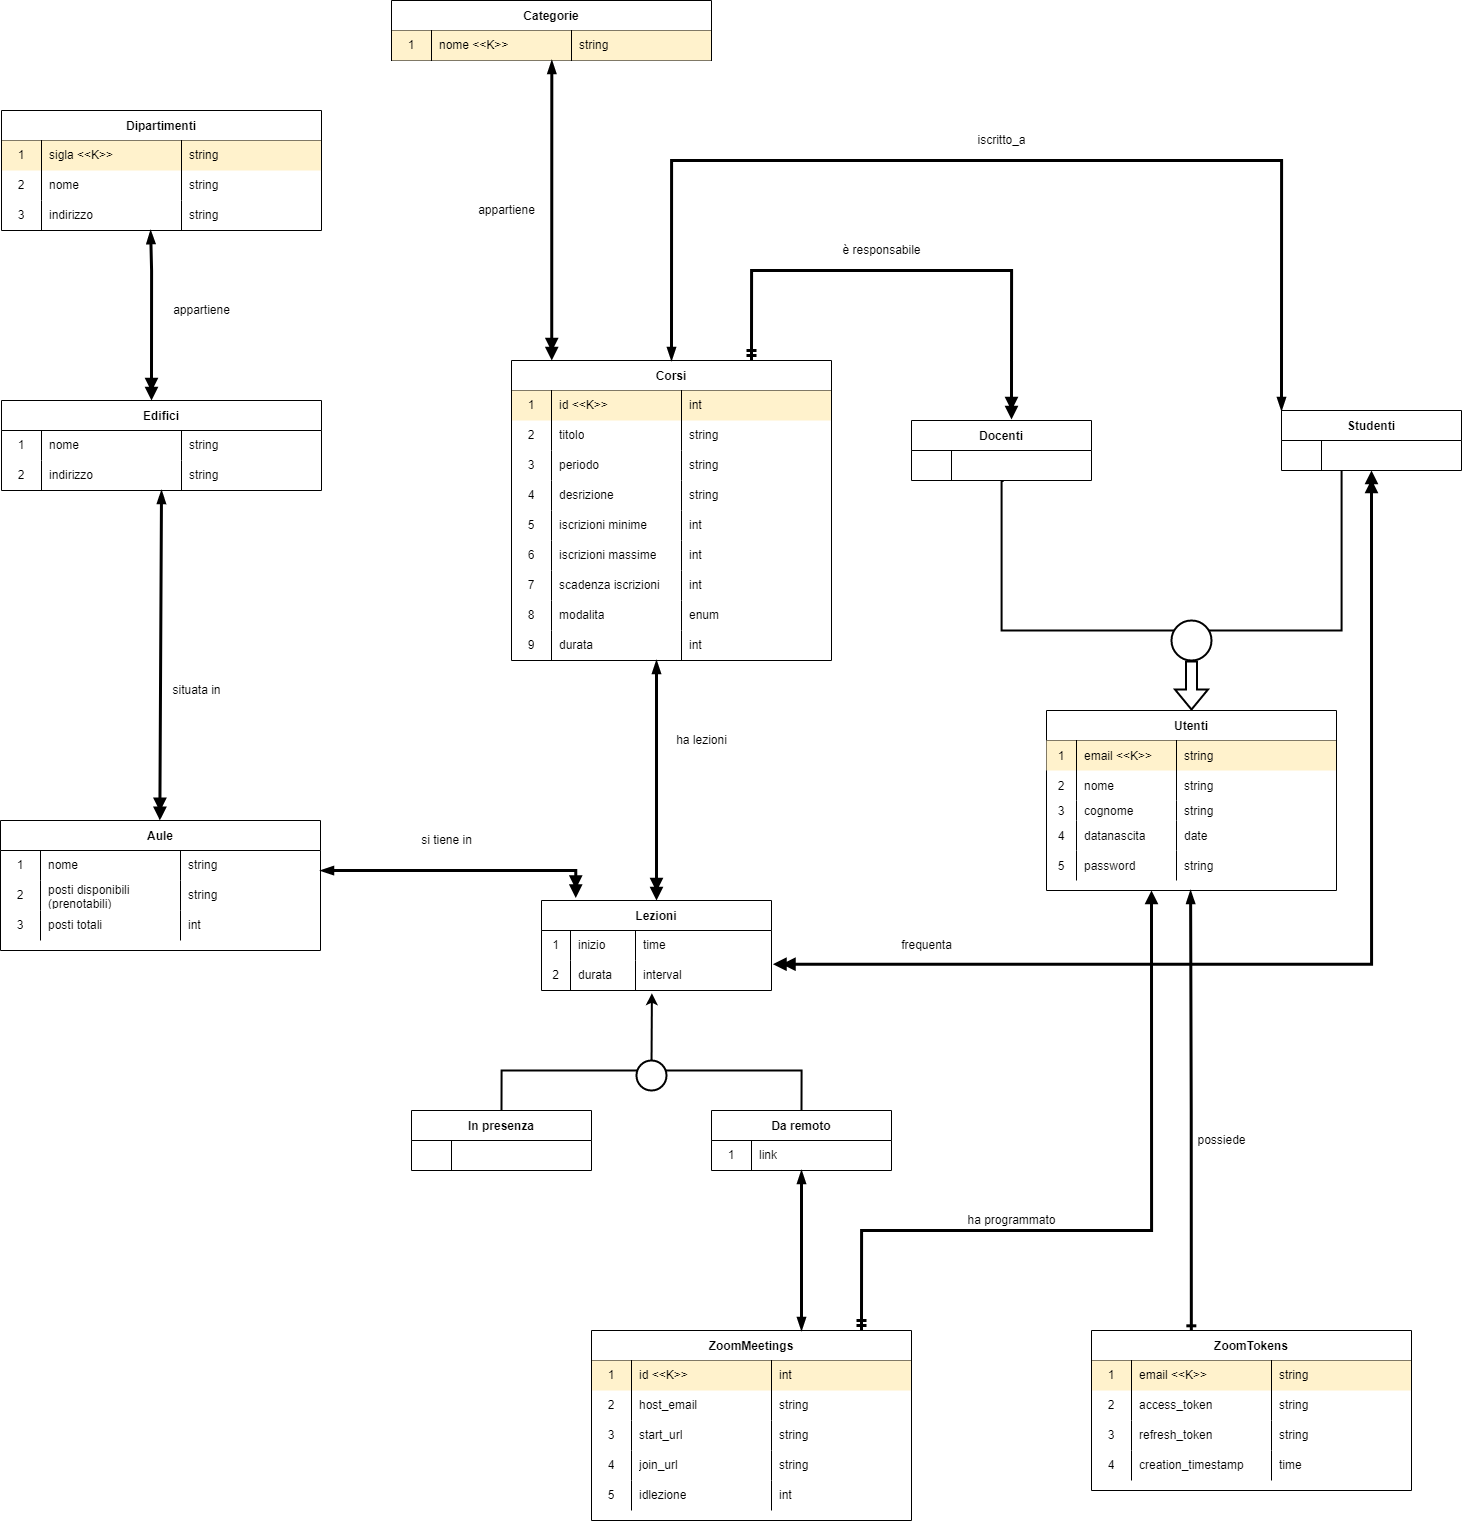 Categorie
1 nome <<K>> string
Dipartimenti
1 sigla <<K>> string
2 nome string
3 indirizzo string
iscritto_a
appartiene
è responsabile
appartiene
Corsi
1 id <<K>> int
2 titolo string
3 periodo string
4 desrizione string
5 iscrizioni minime int
6 iscrizioni massime int
7 scadenza iscrizioni int
8 modalita enum
9 durata int
Edifici
1 nome string
2 indirizzo string
Docenti
Studenti
situata in
ha lezioni
Utenti
1 email <<K>> string
2 nome string
3 cognome string
4 datanascita date
5 password string
Aule
1 nome string
2 posti disponibili
(prenotabili) string
3 posti totali int
si tiene in
Lezioni
1 inizio time
2 durata interval
frequenta
In presenza
Da remoto
1 link
possiede
ha programmato
ZoomMeetings
1 id <<K>> int
2 host_email string
3 start_url string
4 join_url string
5 idlezione int
ZoomTokens
1 email <<K>> string
2 access_token string
3 refresh_token string
4 creation_timestamp time